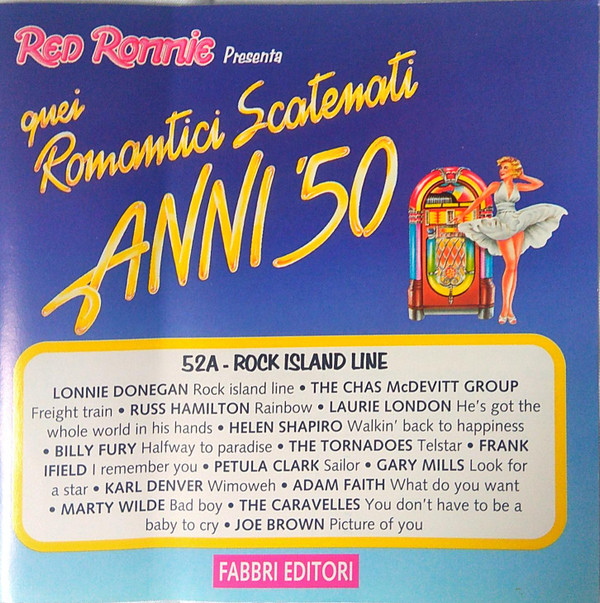 RED RONNIE Presenta
quei
Romantici Scatenati
ANNI '50
52A - ROCK ISLAND LINE
LONNIE DONEGAN Rock island line • THE CHAS McDEVITT GROUP
Freight train • RUSS HAMILTON Rainbow • LAURIE LONDON He's got the
whole world in his hands • HELEN SHAPIRO Walkin' back to happiness
• BILLY FURY Halfway to paradise • THE TORNADOES Telstar • FRANK
IFIELD I remember you • PETULA CLARK Sailor • GARY MILLS Look for
a star • KARL DENVER Wimoweh • ADAM FAITH What do you want
• MARTY WILDE Bad boy • THE CARAVELLES You don't have to be a
baby to cry • JOE BROWN Picture of you
FABBRI EDITORI